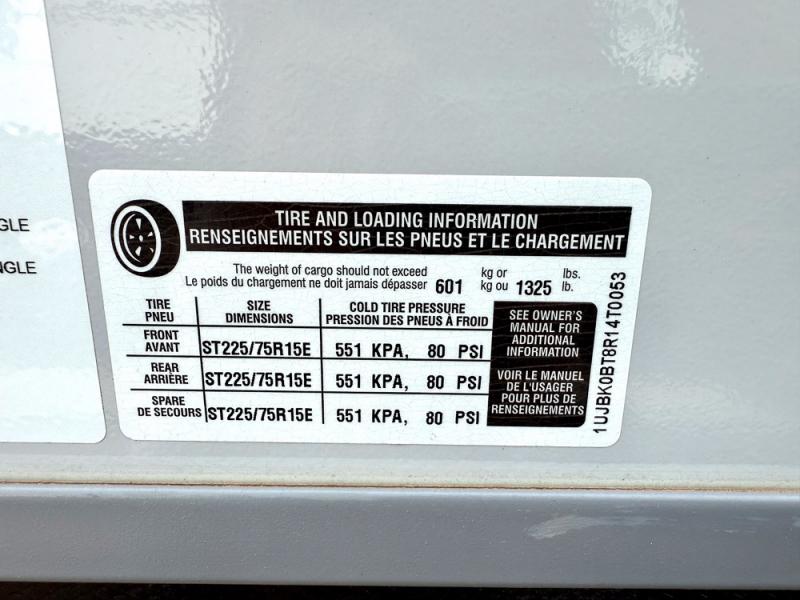 NGLE
NGLE
TIRE AND LOADING INFORMATION
RENSEIGNEMENTS SUR LES PNEUS ET LE CHARGEMENT
The weight of cargo should not exceed kg or lbs.
Le poids du chargement ne doit jamais dépasser 601 kg ou 1325 lb.
TIRE SIZE COLD TIRE PRESSURE
PNEU DIMENSIONS PRESSION DES PNEUS À FROID
FRONT
AVANT ST225/75R15E 551 KPA, 80 PSI
REAR
ARRIÈRE ST225/75R15E 551 KPA, 80 PSI
SPARE
DE SECOURS ST225/75R15E 551 KPA, 80 PSI
SEE OWNER'S
MANUAL FOR
ADDITIONAL
INFORMATION
VOIR LE MANUEL
DE L'USAGER
POUR PLUS DE
RENSEIGNEMENTS
1UJBK0BT8R14T0053